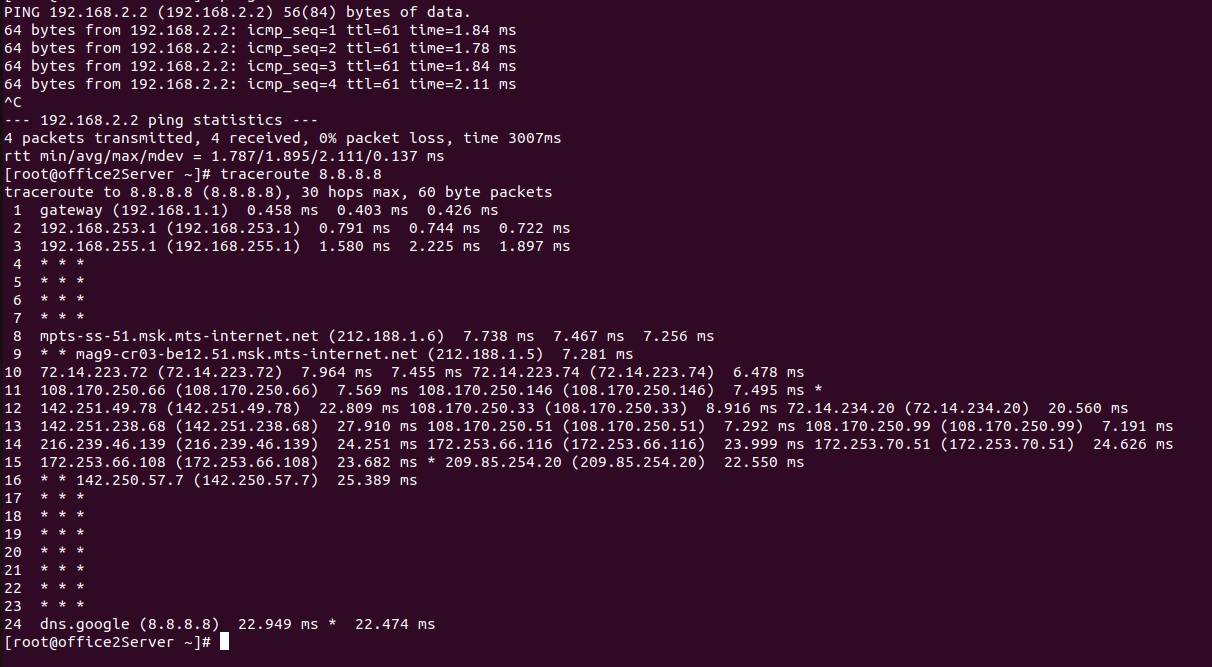 PING 192.168.2.2 (192.168.2.2) 56(84) bytes of data.
64 bytes from 192.168.2.2: icmp_seq=1 ttl=61 time=1.84 ms
64 bytes from 192.168.2.2: icmp_seq=2 ttl=61 time=1.78 ms
64 bytes from 192.168.2.2: icmp_seq=3 ttl=61 time=1.84 ms
64 bytes from 192.168.2.2: icmp_seq=4 ttl=61 time=2.11 ms
^C
--- 192.168.2.2 ping statistics ---
4 packets transmitted, 4 received, 0% packet loss, time 3007ms
rtt min/avg/max/mdev = 1.787/1.895/2.111/0.137 ms
[root@office2Server ~]# traceroute 8.8.8.8
traceroute to 8.8.8.8 (8.8.8.8), 30 hops max, 60 byte packets
 1  gateway (192.168.1.1)  0.458 ms  0.403 ms  0.426 ms
 2  192.168.253.1 (192.168.253.1)  0.791 ms  0.744 ms  0.722 ms
 3  192.168.255.1 (192.168.255.1)  1.580 ms  2.225 ms  1.897 ms
 4  * * *
 5  * * *
 6  * * *
 7  * * *
 8  mpts-ss-51.msk.mts-internet.net (212.188.1.6)  7.738 ms  7.467 ms  7.256 ms
 9  * * mag9-cr03-be12.51.msk.mts-internet.net (212.188.1.5)  7.281 ms
10  72.14.223.72 (72.14.223.72)  7.964 ms  7.455 ms 72.14.223.74 (72.14.223.74)  6.478 ms
11  108.170.250.66 (108.170.250.66)  7.569 ms 108.170.250.146 (108.170.250.146)  7.495 ms *
12  142.251.49.78 (142.251.49.78)  22.809 ms 108.170.250.33 (108.170.250.33)  8.916 ms 72.14.234.20 (72.14.234.20)  20.560 ms
13  142.251.238.68 (142.251.238.68)  27.910 ms 108.170.250.51 (108.170.250.51)  7.292 ms 108.170.250.99 (108.170.250.99)  7.191 ms
14  216.239.46.139 (216.239.46.139)  24.251 ms 172.253.66.116 (172.253.66.116)  23.999 ms 172.253.70.51 (172.253.70.51)  24.626 ms
15  172.253.66.108 (172.253.66.108)  23.682 ms * 209.85.254.20 (209.85.254.20)  22.550 ms
16  * * 142.250.57.7 (142.250.57.7)  25.389 ms
17  * * *
18  * * *
19  * * *
20  * * *
21  * * *
22  * * *
23  * * *
24  dns.google (8.8.8.8)  22.949 ms *  22.474 ms
[root@office2Server ~]#